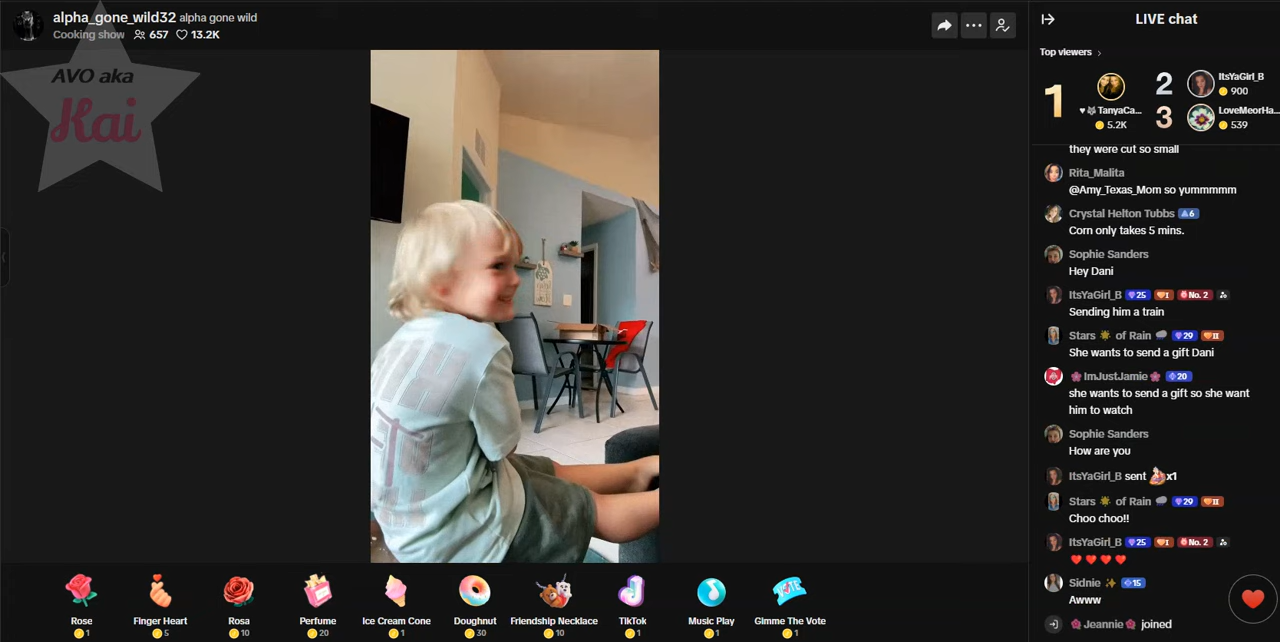 alpha_gone_wild32 alpha gone wild
Cooking show 657 13.2K
AVO aka
Kai
LIVE chat
Top viewers >
1
♥ TanyaCa...
5.2K
2
ItsYaGirl_B
900
3
LoveMeorHa...
539
they were cut so small
Rita_Malita
@Amy_Texas_Mom so yummmmm
Crystal Helton Tubbs 6
Corn only takes 5 mins.
Sophie Sanders
Hey Dani
ItsYaGirl_B 25 I No. 2
Sending him a train
Stars of Rain 29 II
She wants to send a gift Dani
ImJustJamie 20
she wants to send a gift so she want
him to watch
Sophie Sanders
How are you
ItsYaGirl_B sent x1
Stars of Rain 29 II
Choo choo!!
ItsYaGirl_B 25 I No. 2
Sidnie 15
Awww
Jeannie joined
Rose
1
Finger Heart
5
Rosa
10
Perfume
20
Ice Cream Cone
1
Doughnut
30
Friendship Necklace
10
TikTok
1
Music Play
1
Gimme The Vote
1